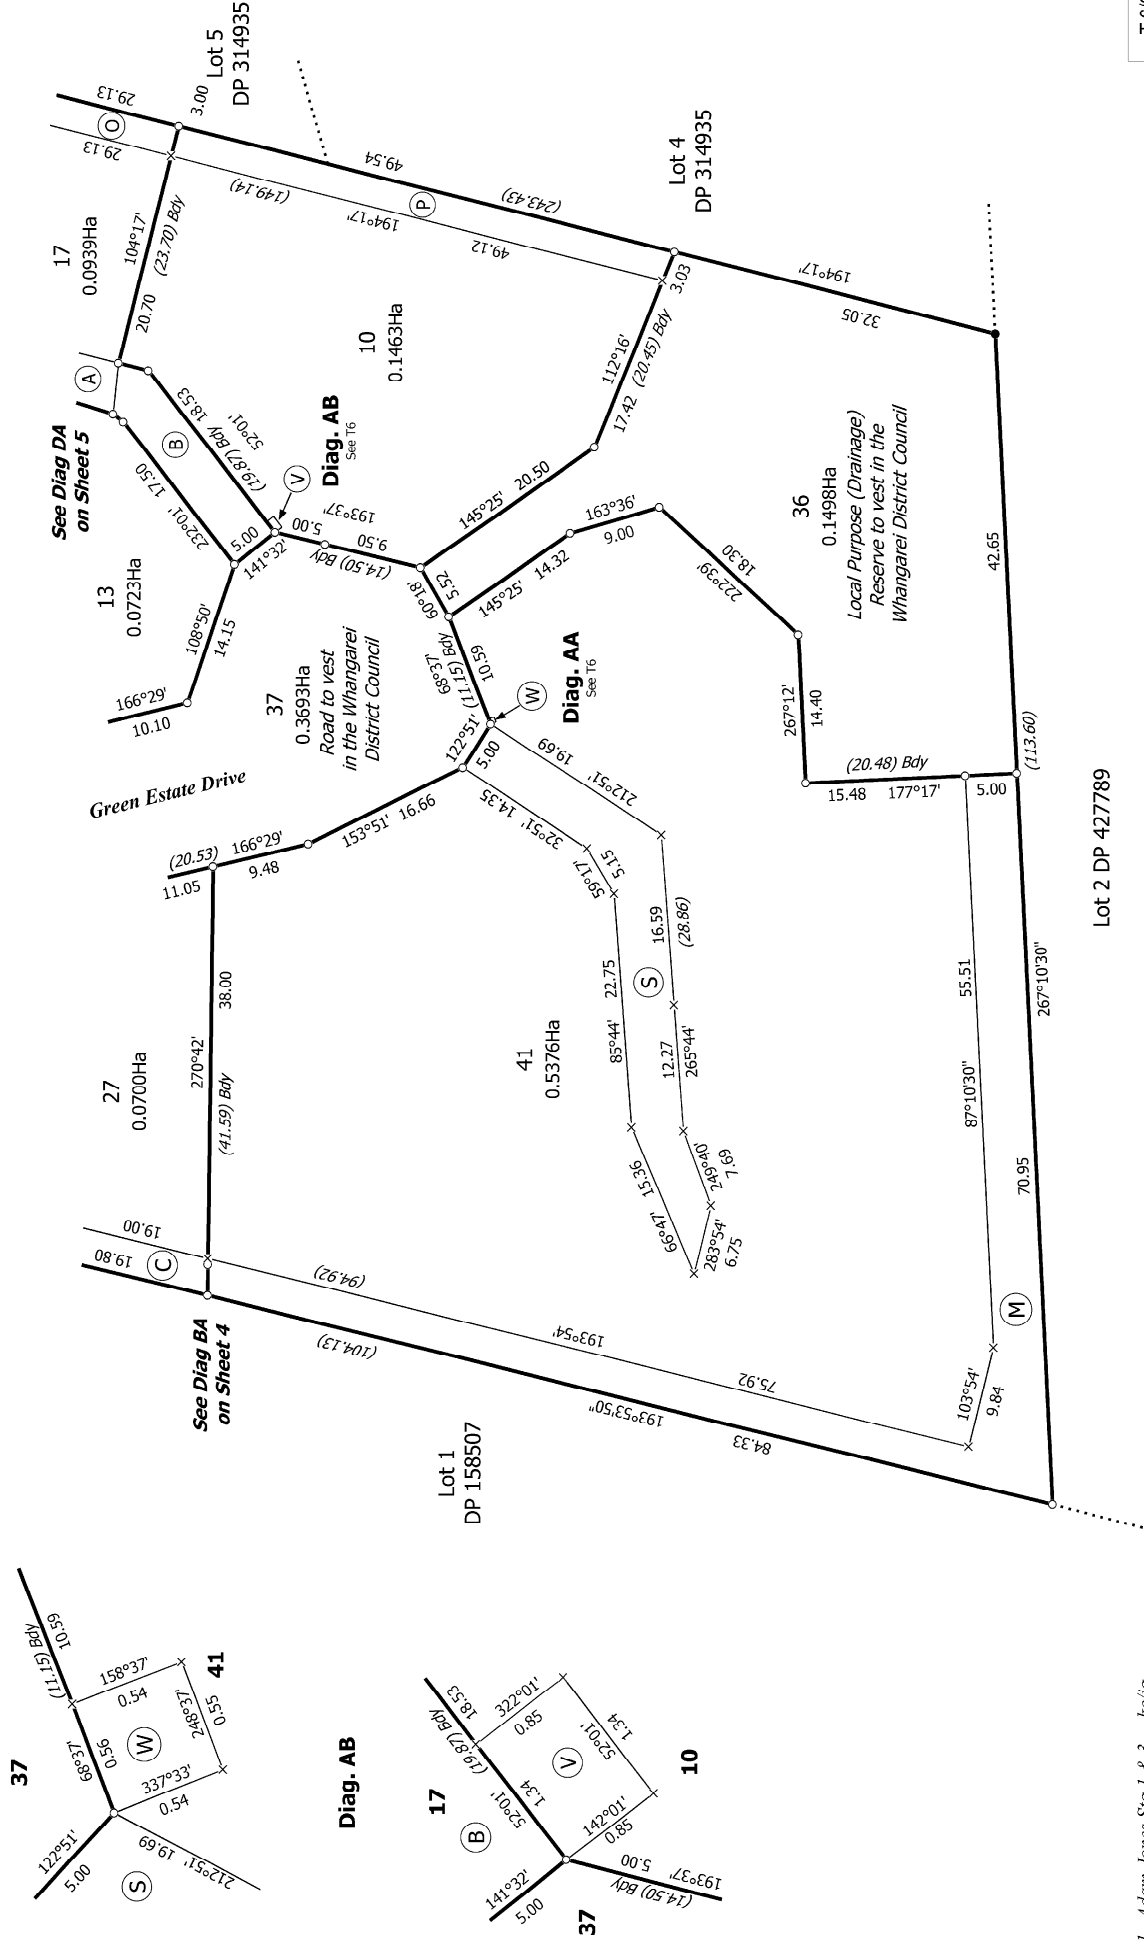 29.13
O
29.13
3.00
Lot 5
DP 314935
17
0.0939Ha
104°17'
20.70
(23.70) Bdy
(149.14)
194°17'
49.12
P
49.54
(243.43)
Lot 4
DP 314935
194°17'
32.05
3.03
112°16'
17.42
(20.45) Bdy
10
0.1463Ha
A
B
18.53
52°01'
(19.87) Bdy
See Diag DA
on Sheet 5
17.50
232°01'
5.00
141°32'
V
Diag. AB
See T6
13
0.0723Ha
108°50'
14.15
166°29'
10.10
193°37'
5.00
9.50
(14.50) Bdy
145°25'
20.50
60°18'
5.52
145°25'
14.32
163°36'
9.00
222°39'
18.30
267°12'
14.40
36
0.1498Ha
Local Purpose (Drainage)
Reserve to vest in the
Whangarei District Council
42.65
37
0.3693Ha
Road to vest
in the Whangarei
District Council
Green Estate Drive
68°37'
(11.15) Bdy
10.59
W
Diag. AA
See T6
122°51'
5.00
(20.53)
11.05
166°29'
9.48
153°51'
16.66
32°51'
14.35
59°17'
5.15
19.69
212°51'
16.59
(28.86)
S
22.75
85°44'
12.27
265°44'
15.36
66°47'
249°40'
7.69
283°54'
6.75
(20.48) Bdy
15.48
177°17'
5.00
(113.60)
Lot 2 DP 427789
27
0.0700Ha
270°42'
38.00
(41.59) Bdy
41
0.5376Ha
55.51
87°10'30"
267°10'30"
70.95
19.00
19.80
C
See Diag BA
on Sheet 4
(94.92)
(104.13)
193°54'
75.92
193°53'50"
84.33
103°54'
9.84
M
Lot 1
DP 158507
37
(11.15) Bdy
10.59
158°37'
0.54
41
248°37'
0.55
W
68°37'
0.56
337°33'
0.54
122°51'
5.00
19.69
212°51'
S
Diag. AB
18.53
(19.87) Bdy
322°01'
0.85
17
B
52°01'
1.34
V
52°01'
1.34
10
142°01'
0.85
141°32'
5.00
5.00
193°37'
(14.50) Bdy
37